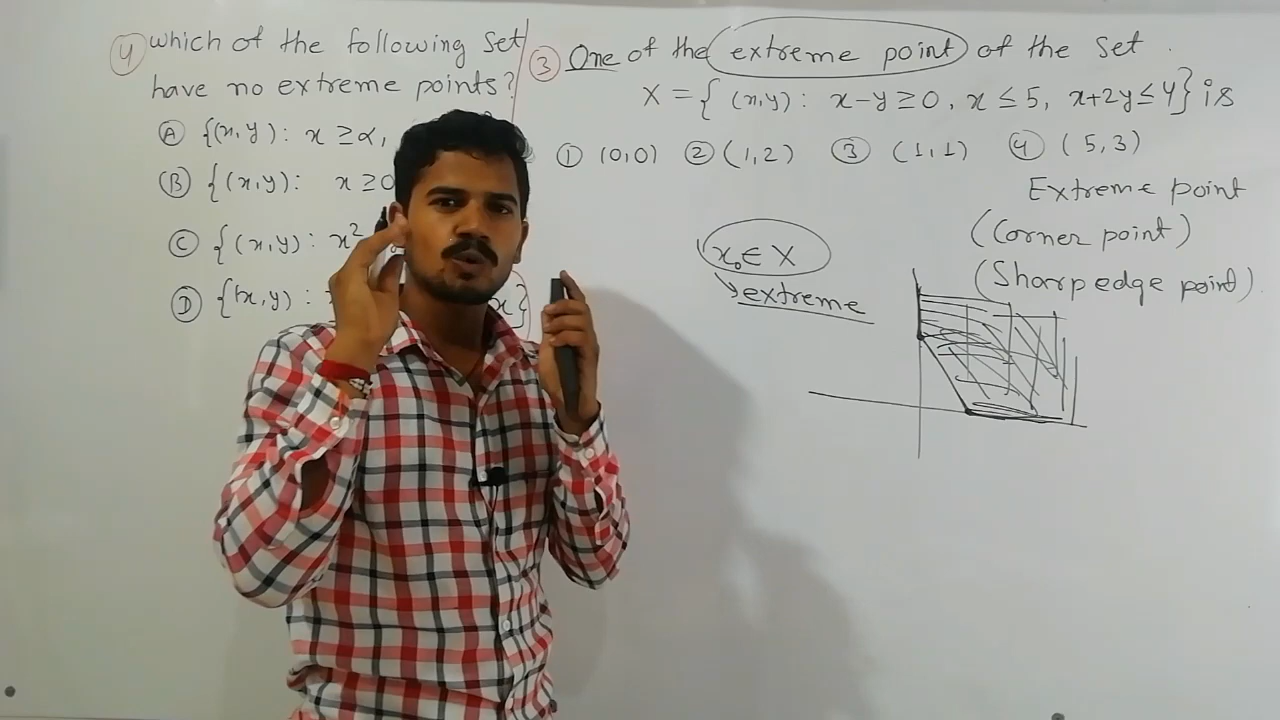 4) Which of the following set
have no extreme points?
Ⓐ {(x,y): x ≥ α,
Ⓑ {(x,y): x ≥ 0
Ⓒ {(x,y): x²
Ⓓ {(x,y): x}
③ One of the extreme point of the set
X = { (x,y): x-y ≥ 0, x ≤ 5, x+2y ≤ 4} is
① (0,0) ② (1,2) ③ (1,1) ④ (5,3)
Extreme point
(Corner point)
(Sharp edge point).
x₀ ∈ X
extreme